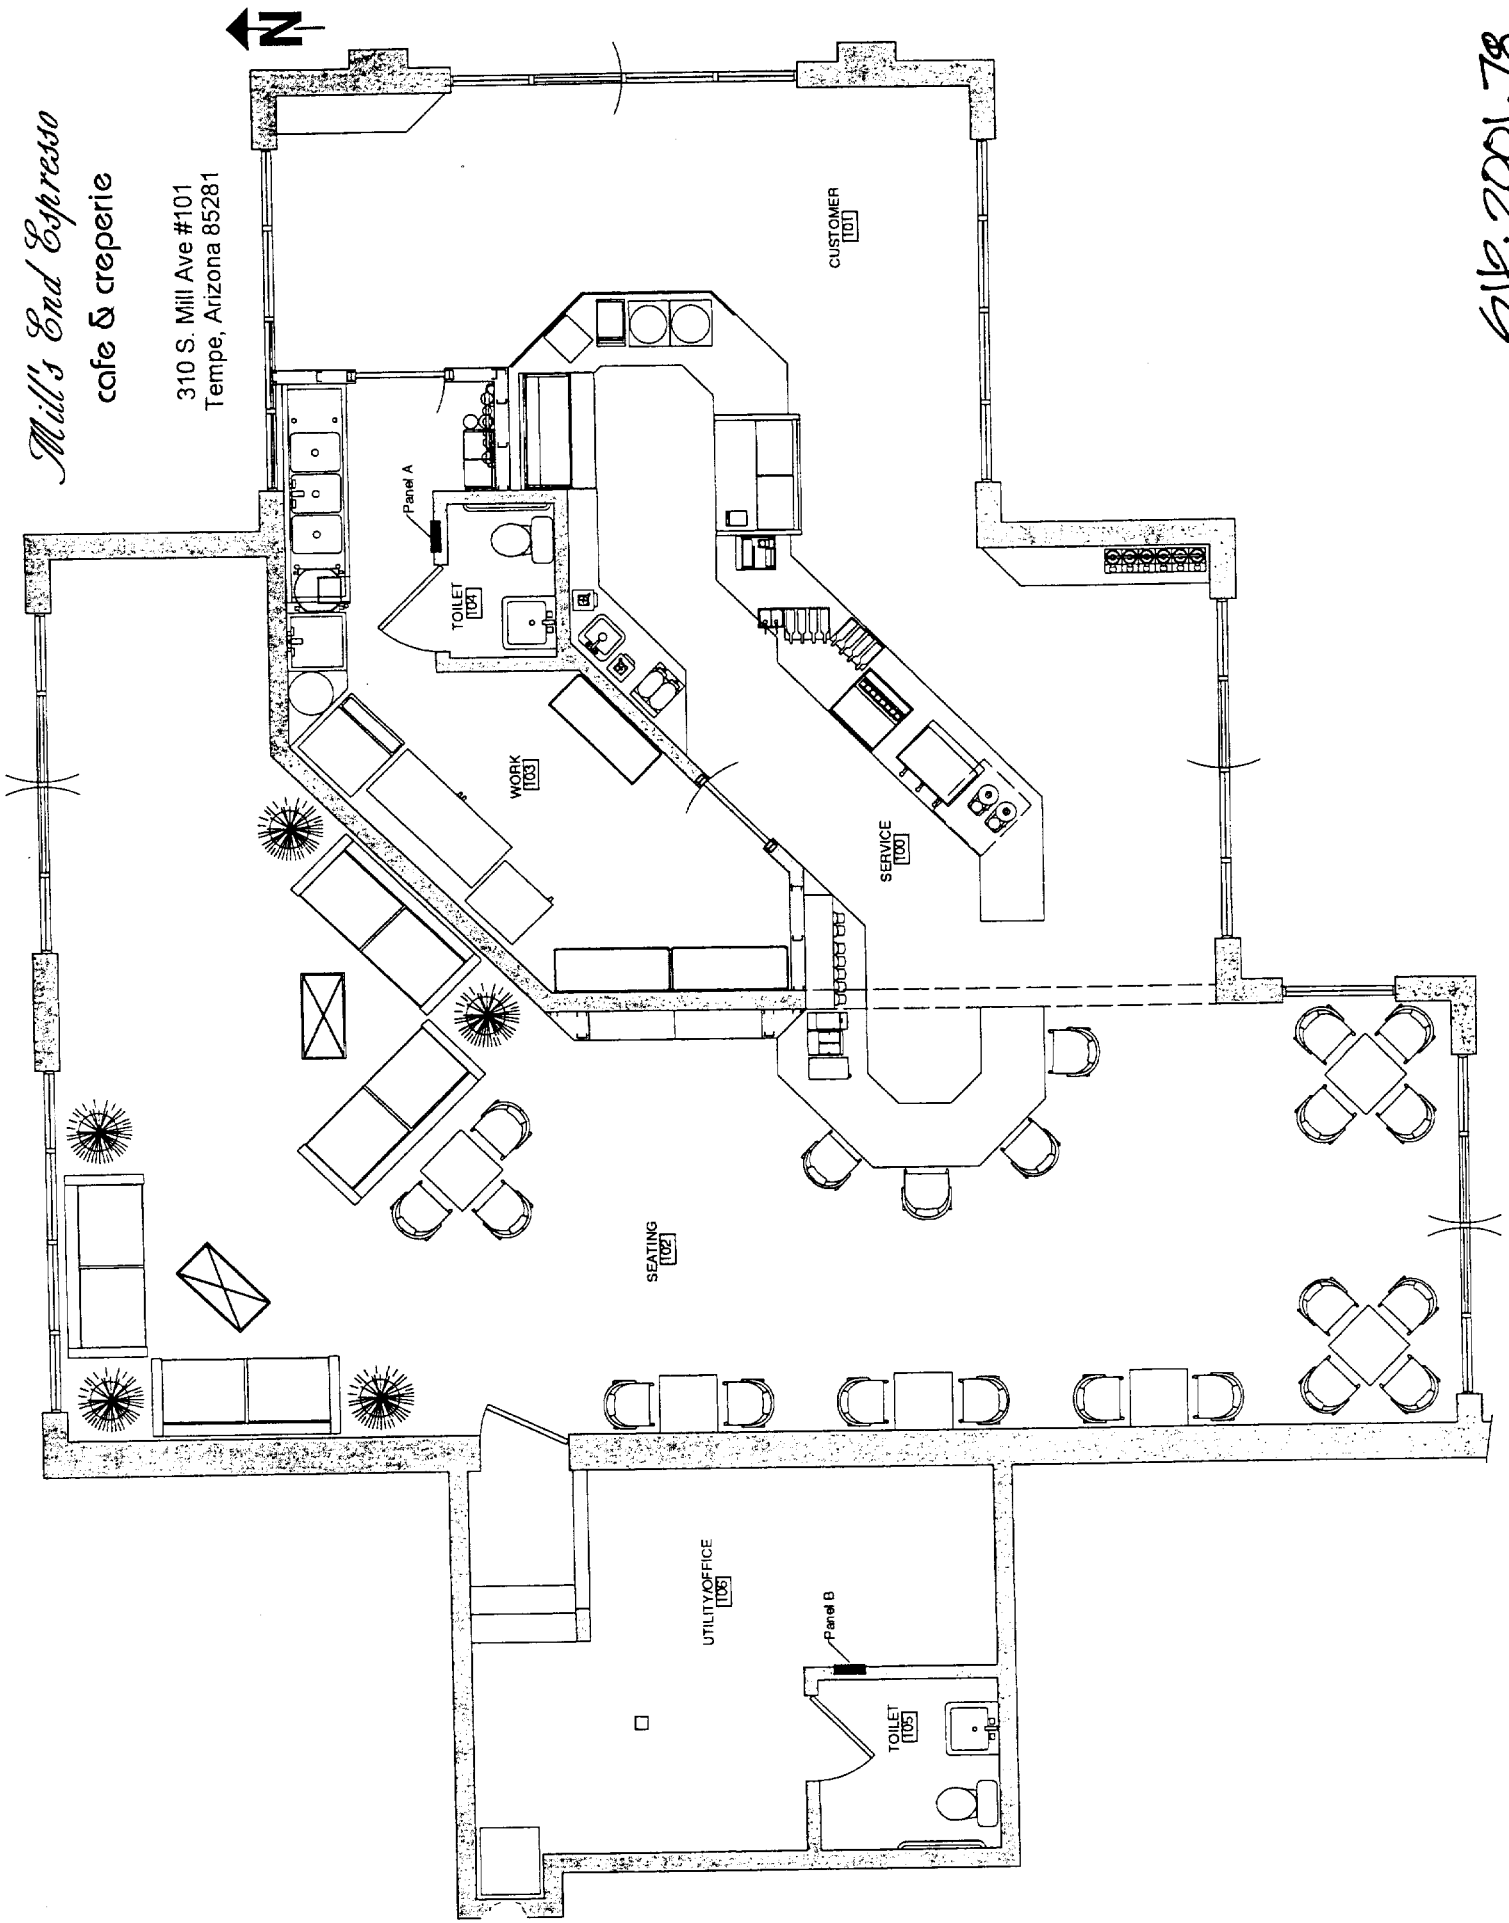 Mill's End Espresso
cafe & creperie
310 S. Mill Ave #101
Tempe, Arizona 85281
N
CUSTOMER
101
Panel A
TOILET
104
WORK
103
SERVICE
100
SEATING
102
UTILITY/OFFICE
106
Panel B
TOILET
105